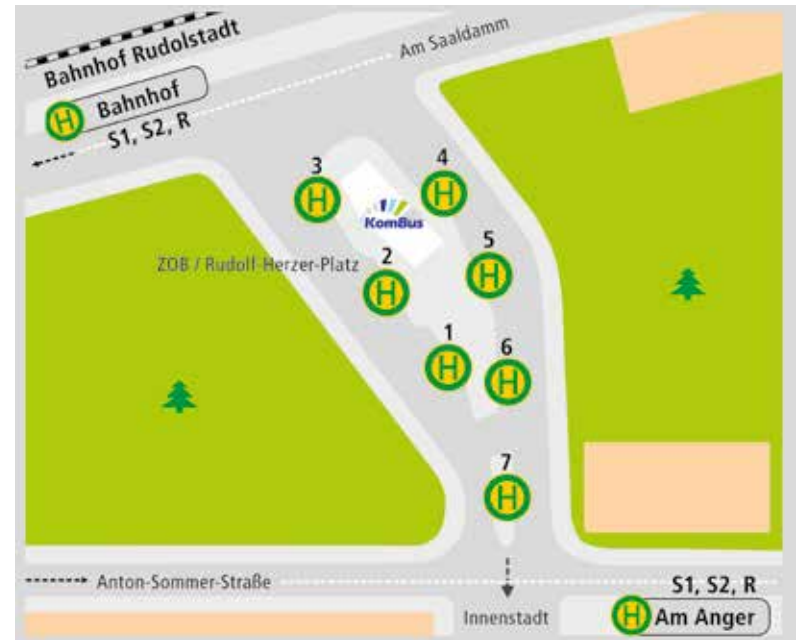 Bahnhof Rudolstadt
Am Saaldamm
H Bahnhof
S1, S2, R
3
H
4
H
KomBus
5
H
ZOB / Rudolf-Herzer-Platz
2
H
1
H
6
H
7
H
Anton-Sommer-Straße
S1, S2, R
Innenstadt
H Am Anger